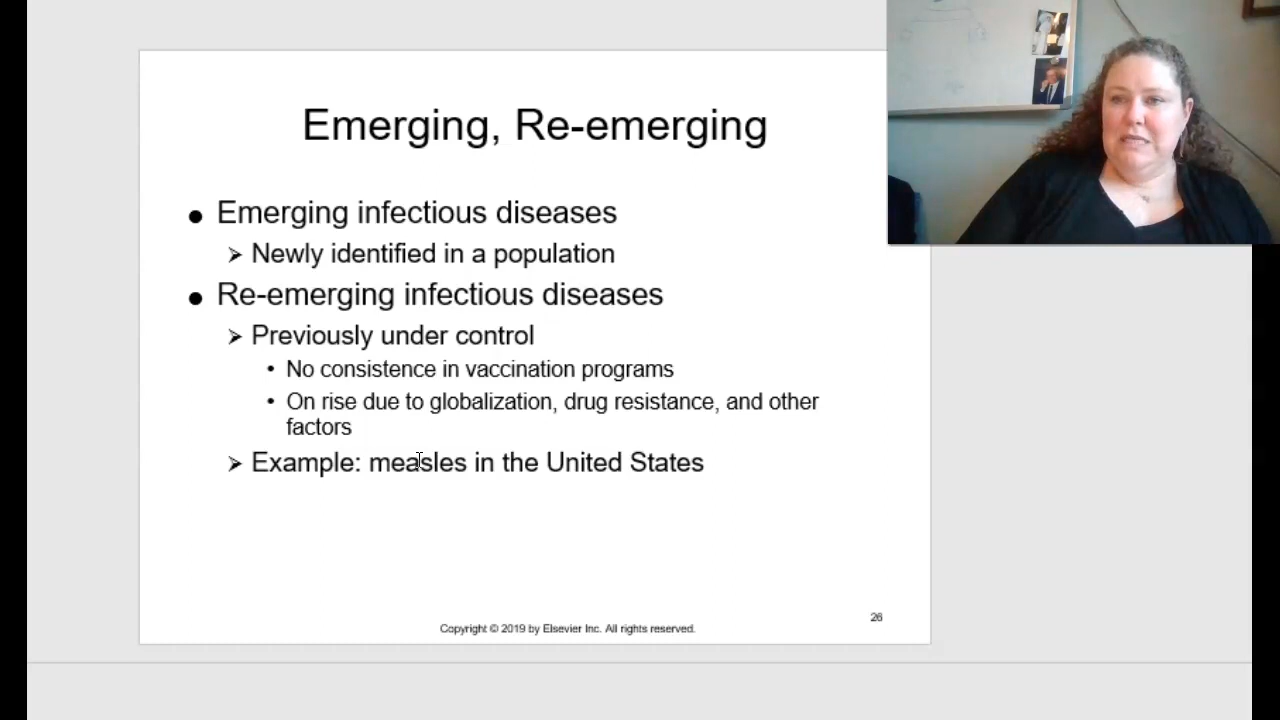 Emerging, Re-emerging
● Emerging infectious diseases
➢ Newly identified in a population
● Re-emerging infectious diseases
➢ Previously under control
• No consistence in vaccination programs
• On rise due to globalization, drug resistance, and other
factors
➢ Example: measles in the United States
26
Copyright © 2019 by Elsevier Inc. All rights reserved.